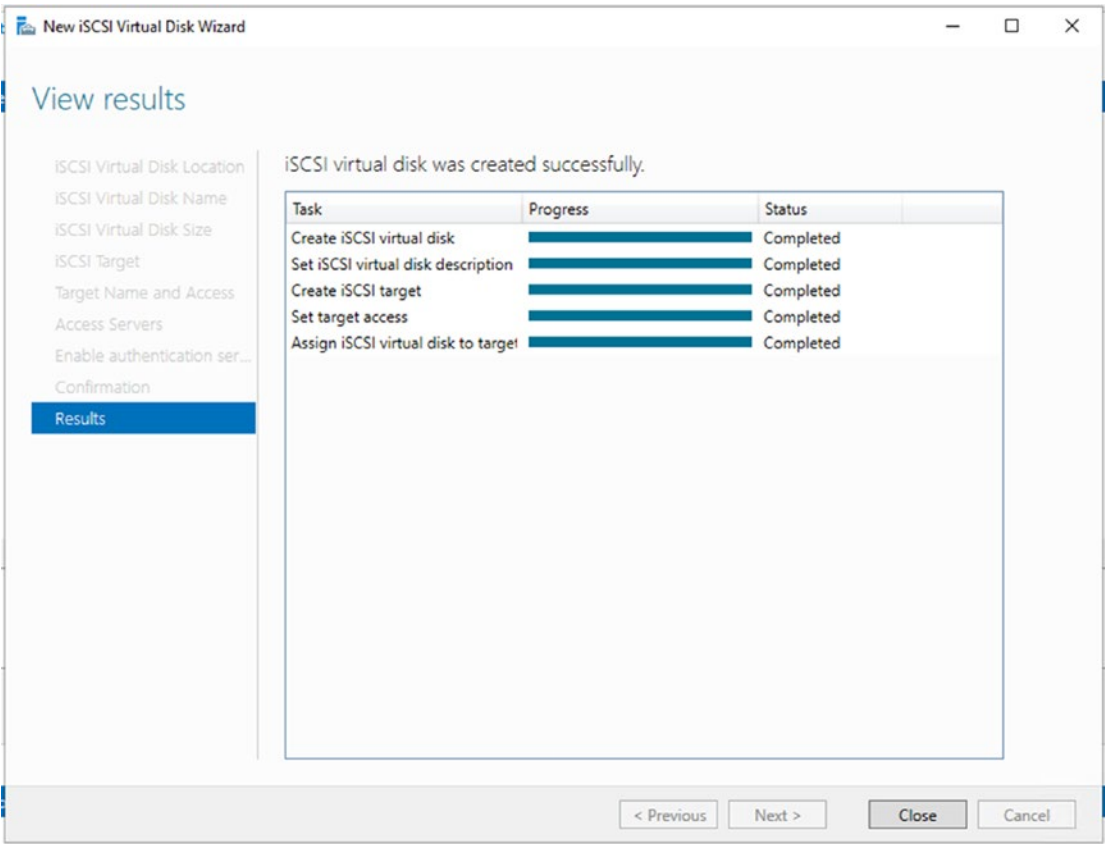 New iSCSI Virtual Disk Wizard
View results
iSCSI Virtual Disk Location
iSCSI Virtual Disk Name
iSCSI Virtual Disk Size
iSCSI Target
Target Name and Access
Access Servers
Enable authentication ser...
Confirmation
Results
iSCSI virtual disk was created successfully.
Task Progress Status
Create iSCSI virtual disk Completed
Set iSCSI virtual disk description Completed
Create iSCSI target Completed
Set target access Completed
Assign iSCSI virtual disk to target Completed
< Previous Next > Close Cancel